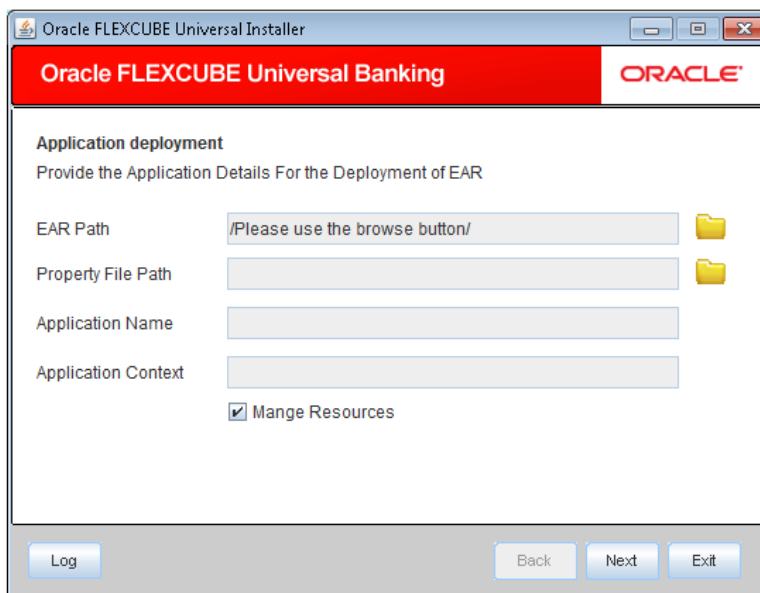 Oracle FLEXCUBE Universal Installer
Oracle FLEXCUBE Universal Banking
ORACLE
Application deployment
Provide the Application Details For the Deployment of EAR
EAR Path
/Please use the browse button/
Property File Path
Application Name
Application Context
Mange Resources
Log
Back
Next
Exit